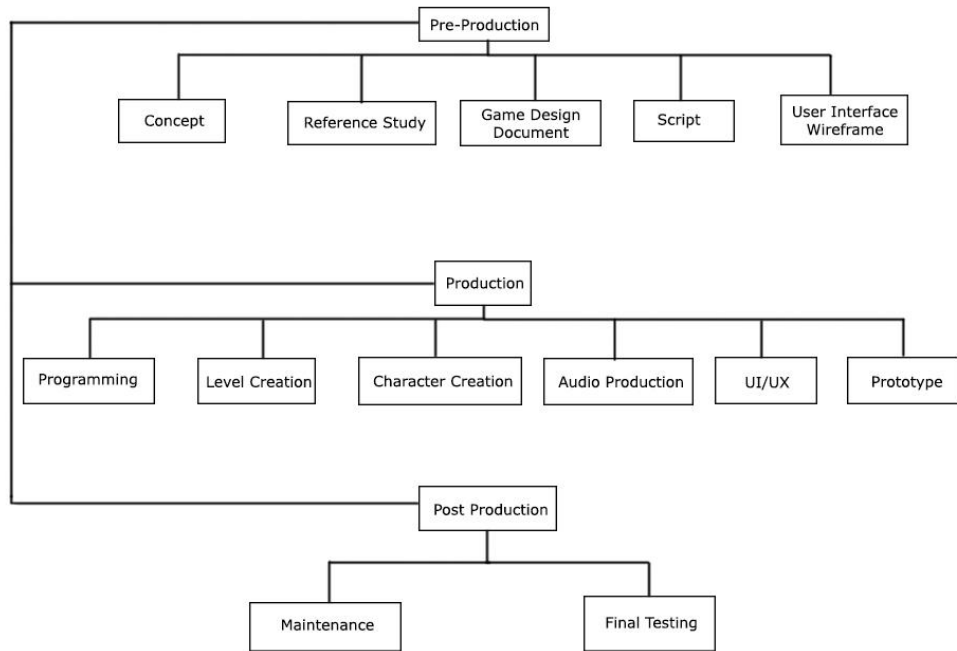 Pre-Production
Concept
Reference Study
Game Design
Document
Script
User Interface
Wireframe
Production
Programming
Level Creation
Character Creation
Audio Production
UI/UX
Prototype
Post Production
Maintenance
Final Testing